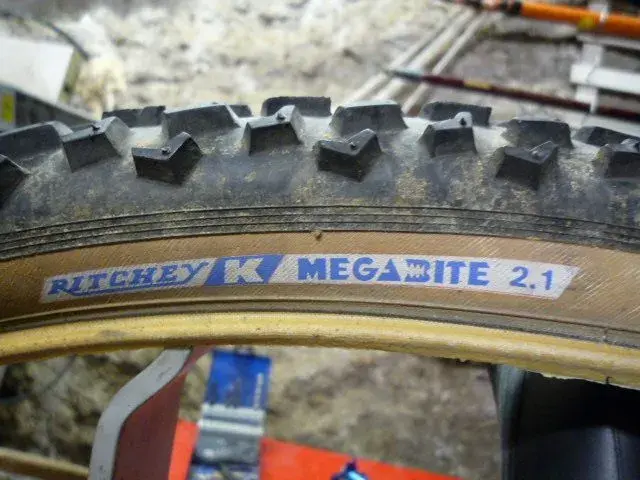 RITCHEY K MEGABITE 2.1